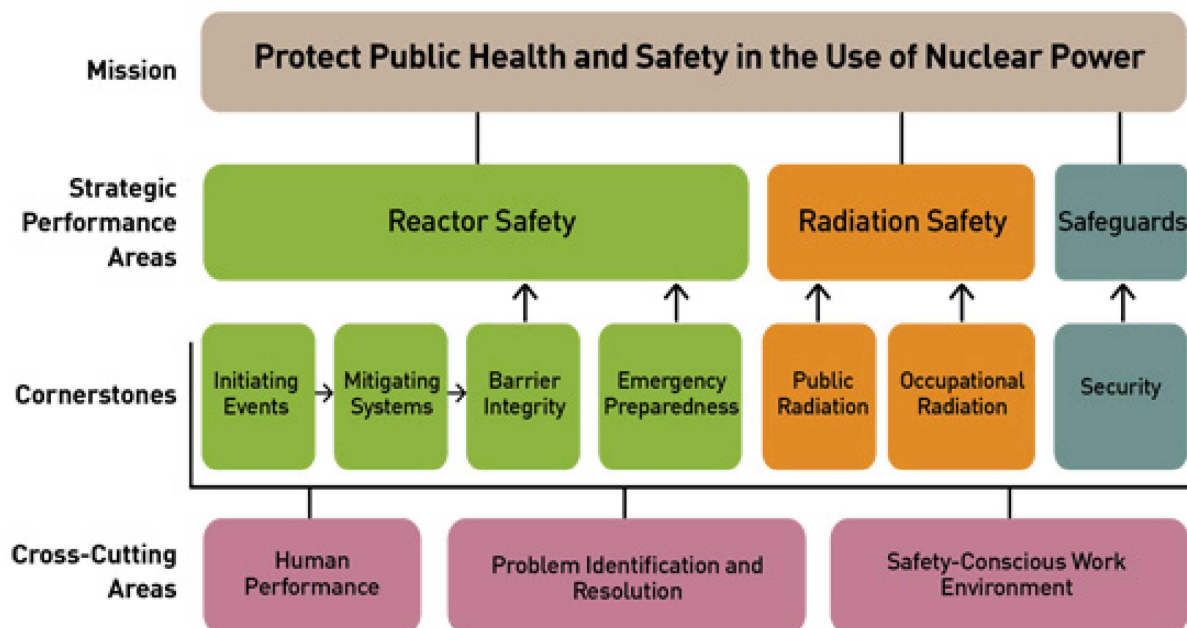 Mission
Protect Public Health and Safety in the Use of Nuclear Power
Strategic
Performance
Areas
Reactor Safety
Radiation Safety
Safeguards
Cornerstones
Initiating
Events
Mitigating
Systems
Barrier
Integrity
Emergency
Preparedness
Public
Radiation
Occupational
Radiation
Security
Cross-Cutting
Areas
Human
Performance
Problem Identification and
Resolution
Safety-Conscious Work
Environment